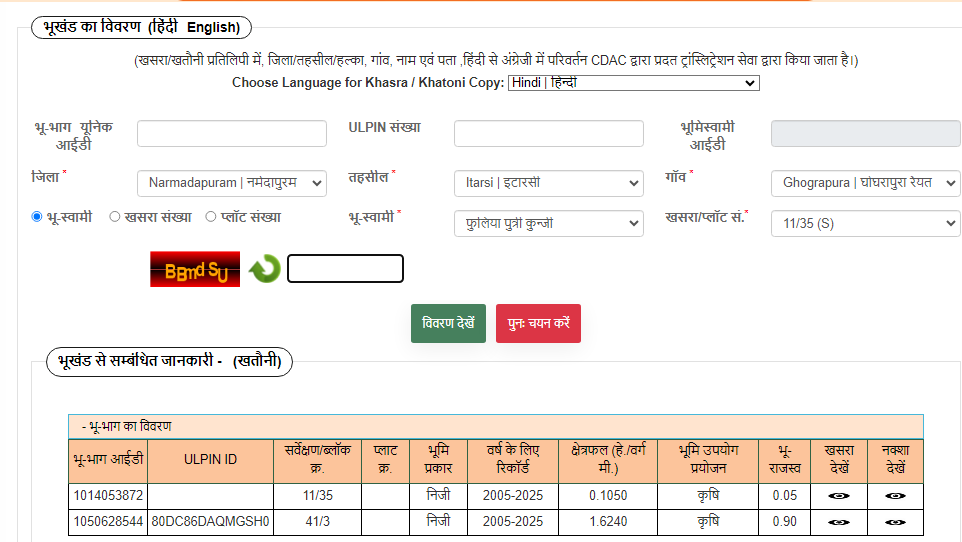 भूखंड का विवरण (हिंदी English)
(खसरा/खतौनी प्रतिलिपी में, जिला/तहसील/हल्का, गांव, नाम एवं पता ,हिंदी से अंग्रेजी में परिवर्तन CDAC द्वारा प्रदत ट्रांस्लिट्रेशन सेवा द्वारा किया जाता है।)
Choose Language for Khasra / Khatoni Copy: Hindi | हिन्दी
भू-भाग यूनिक आईडी ULPIN संख्या भूमिस्वामी आईडी
जिला * Narmadapuram | नर्मदापुरम तहसील * Itarsi | इटारसी गाँव * Ghograpura | घोघरापुरा रेयत
भू-स्वामी खसरा संख्या प्लॉट संख्या भू-स्वामी * फुलिया पुत्री कुन्जी खसरा/प्लॉट सं.* 11/35 (S)
BBmd SU
विवरण देखें पुनः चयन करें
भूखंड से सम्बंधित जानकारी - (खतौनी)
- भू-भाग का विवरण
भू-भाग आईडी ULPIN ID सर्वेक्षण/ब्लॉक क्र. प्लाट क्र. भूमि प्रकार वर्ष के लिए रिकॉर्ड क्षेत्रफल (हे./वर्ग मी.) भूमि उपयोग प्रयोजन भू-राजस्व खसरा देखें नक्शा देखें
1014053872 11/35 निजी 2005-2025 0.1050 कृषि 0.05
1050628544 80DC86DAQMGSH0 41/3 निजी 2005-2025 1.6240 कृषि 0.90